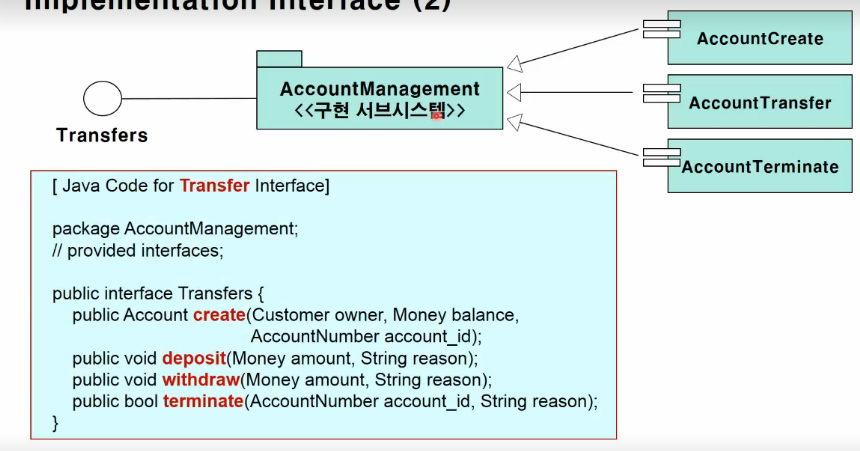 Implementation Interface (2)
AccountCreate
AccountManagement
<<구현 서브시스템>>
AccountTransfer
Transfers
AccountTerminate
[ Java Code for Transfer Interface]
package AccountManagement;
// provided interfaces;
public interface Transfers {
public Account create(Customer owner, Money balance,
AccountNumber account_id);
public void deposit(Money amount, String reason);
public void withdraw(Money amount, String reason);
public bool terminate(AccountNumber account_id, String reason);
}